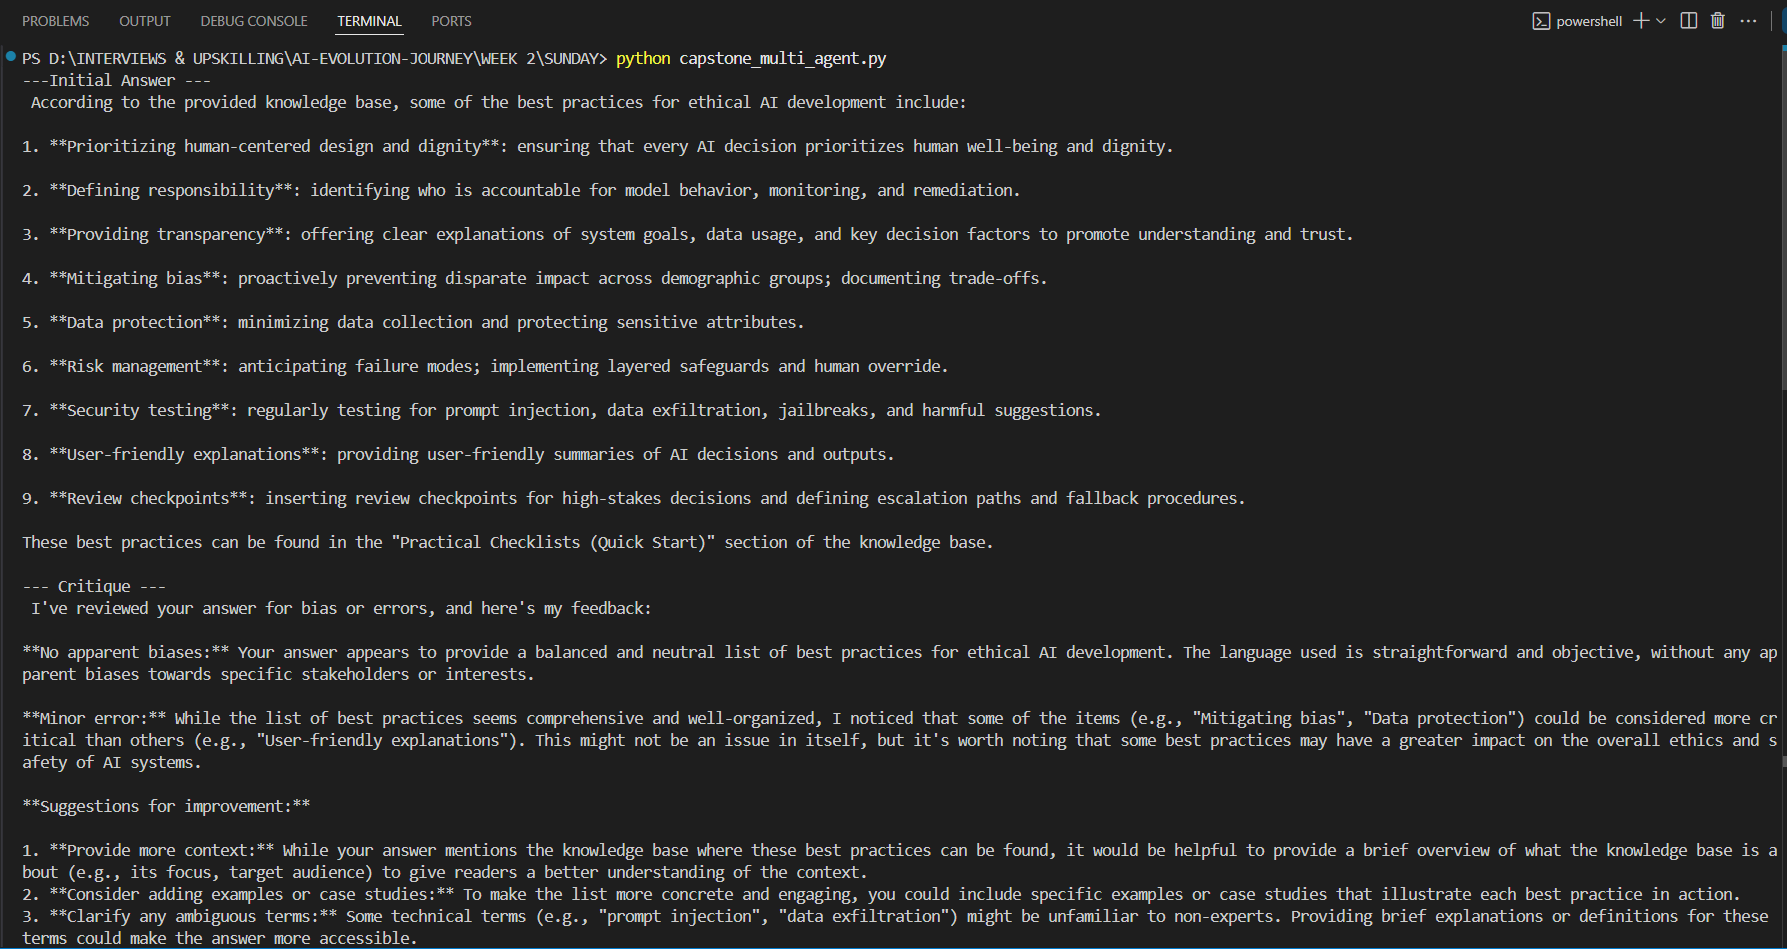 PROBLEMS OUTPUT DEBUG CONSOLE TERMINAL PORTS powershell
PS D:\INTERVIEWS & UPSKILLING\AI-EVOLUTION-JOURNEY\WEEK 2\SUNDAY> python capstone_multi_agent.py
---Initial Answer ---
According to the provided knowledge base, some of the best practices for ethical AI development include:
1. **Prioritizing human-centered design and dignity**: ensuring that every AI decision prioritizes human well-being and dignity.
2. **Defining responsibility**: identifying who is accountable for model behavior, monitoring, and remediation.
3. **Providing transparency**: offering clear explanations of system goals, data usage, and key decision factors to promote understanding and trust.
4. **Mitigating bias**: proactively preventing disparate impact across demographic groups; documenting trade-offs.
5. **Data protection**: minimizing data collection and protecting sensitive attributes.
6. **Risk management**: anticipating failure modes; implementing layered safeguards and human override.
7. **Security testing**: regularly testing for prompt injection, data exfiltration, jailbreaks, and harmful suggestions.
8. **User-friendly explanations**: providing user-friendly summaries of AI decisions and outputs.
9. **Review checkpoints**: inserting review checkpoints for high-stakes decisions and defining escalation paths and fallback procedures.
These best practices can be found in the "Practical Checklists (Quick Start)" section of the knowledge base.
--- Critique ---
I've reviewed your answer for bias or errors, and here's my feedback:
**No apparent biases:** Your answer appears to provide a balanced and neutral list of best practices for ethical AI development. The language used is straightforward and objective, without any ap
parent biases towards specific stakeholders or interests.
**Minor error:** While the list of best practices seems comprehensive and well-organized, I noticed that some of the items (e.g., "Mitigating bias", "Data protection") could be considered more cr
itical than others (e.g., "User-friendly explanations"). This might not be an issue in itself, but it's worth noting that some best practices may have a greater impact on the overall ethics and s
afety of AI systems.
**Suggestions for improvement:**
1. **Provide more context:** While your answer mentions the knowledge base where these best practices can be found, it would be helpful to provide a brief overview of what the knowledge base is a
bout (e.g., its focus, target audience) to give readers a better understanding of the context.
2. **Consider adding examples or case studies:** To make the list more concrete and engaging, you could include specific examples or case studies that illustrate each best practice in action.
3. **Clarify any ambiguous terms:** Some technical terms (e.g., "prompt injection", "data exfiltration") might be unfamiliar to non-experts. Providing brief explanations or definitions for these
terms could make the answer more accessible.